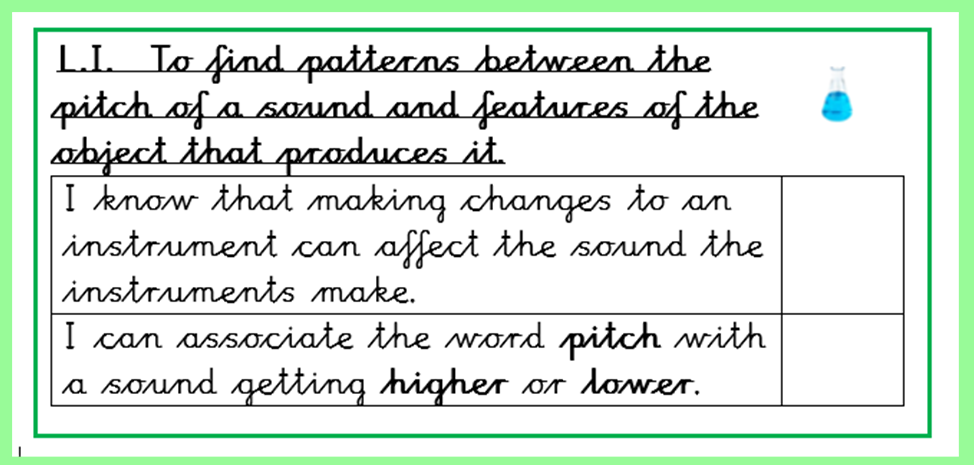 L.I. To find patterns between the
pitch of a sound and features of the
object that produces it.
I know that making changes to an
instrument can affect the sound the
instruments make.
I can associate the word pitch with
a sound getting higher or lower.